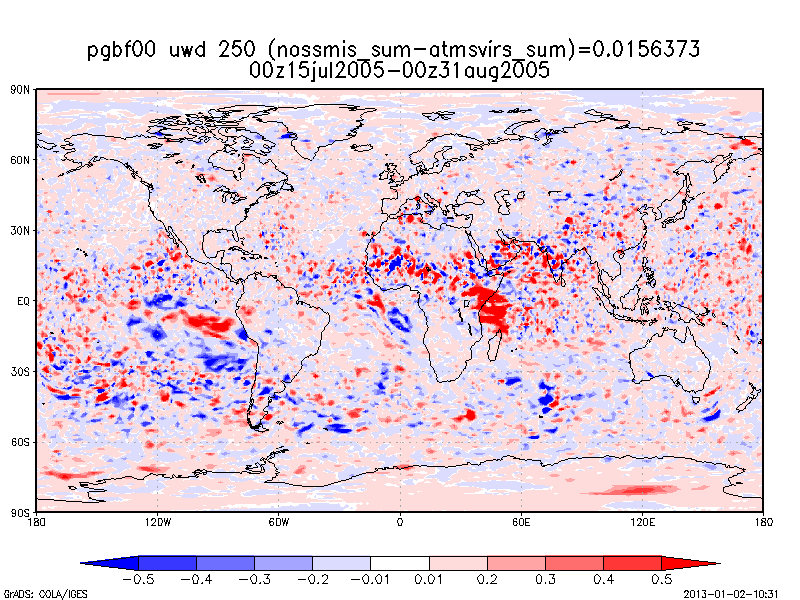 pgbf00 uwd 250 (nossmis_sum-atmsvirs_sum)=0.0156373
00z15jul2005-00z31aug2005
90N
60N
30N
EQ
30S
60S
90S
180 120W 60W 0 60E 120E 180
-0.5 -0.4 -0.3 -0.2 -0.01 0.01 0.2 0.3 0.4 0.5
GrADS: COLA/IGES 2013-01-02-10:31